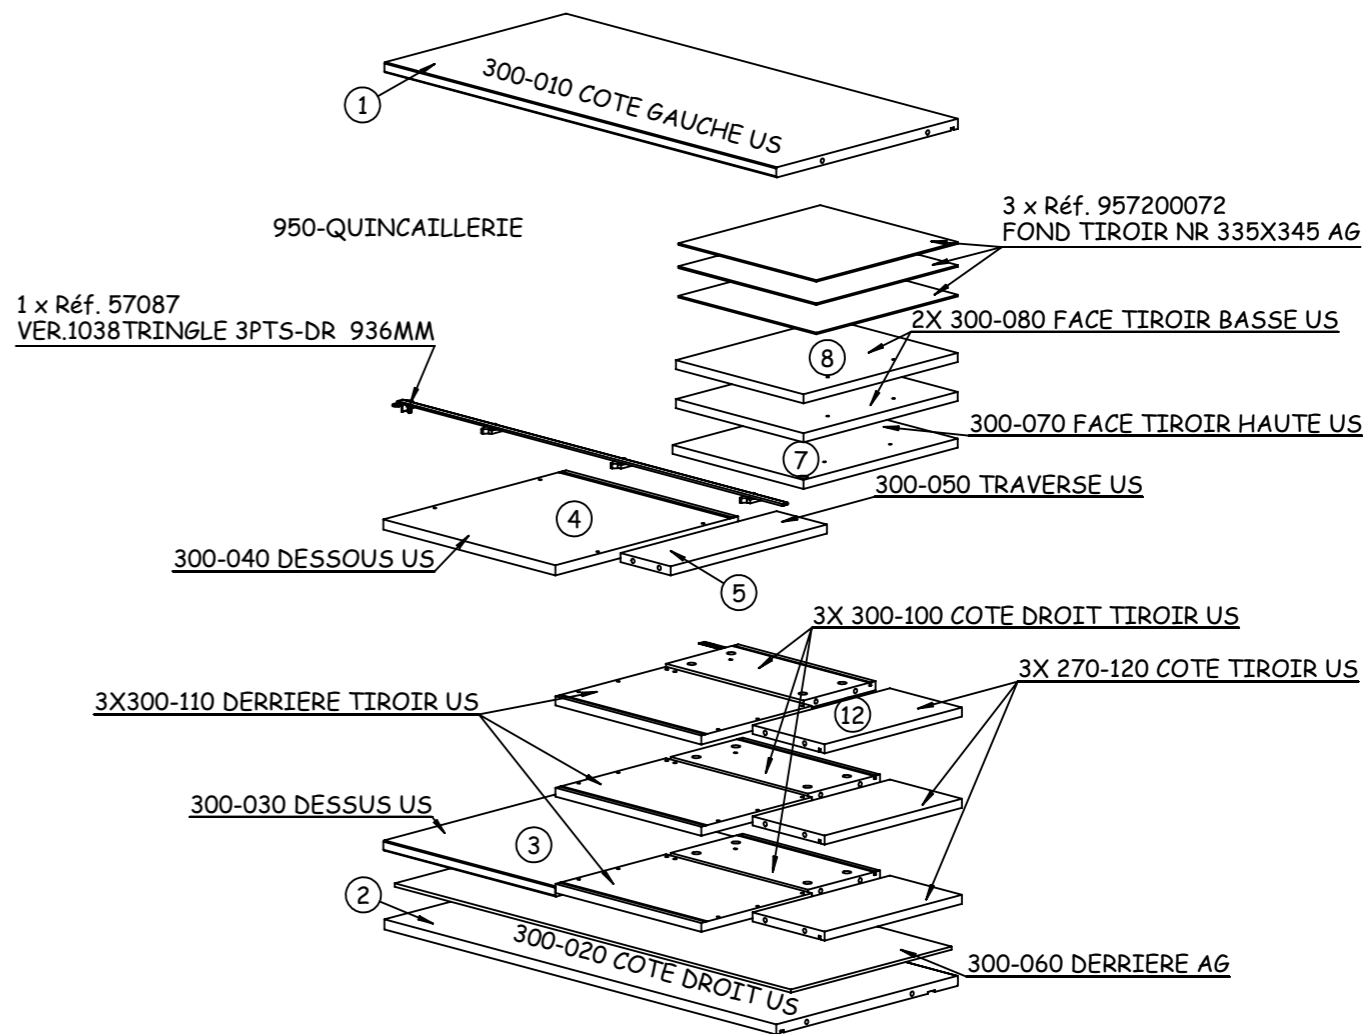 300-010 COTE GAUCHE US
1
950-QUINCAILLERIE
3 x Réf. 957200072
FOND TIROIR NR 335X345 AG
1 x Réf. 57087
VER.1038TRINGLE 3PTS-DR 936MM
2X 300-080 FACE TIROIR BASSE US
8
300-070 FACE TIROIR HAUTE US
7
300-050 TRAVERSE US
4
300-040 DESSOUS US
5
3X 300-100 COTE DROIT TIROIR US
3X 270-120 COTE TIROIR US
3X300-110 DERRIERE TIROIR US
12
300-030 DESSUS US
3
2
300-020 COTE DROIT US
300-060 DERRIERE AG